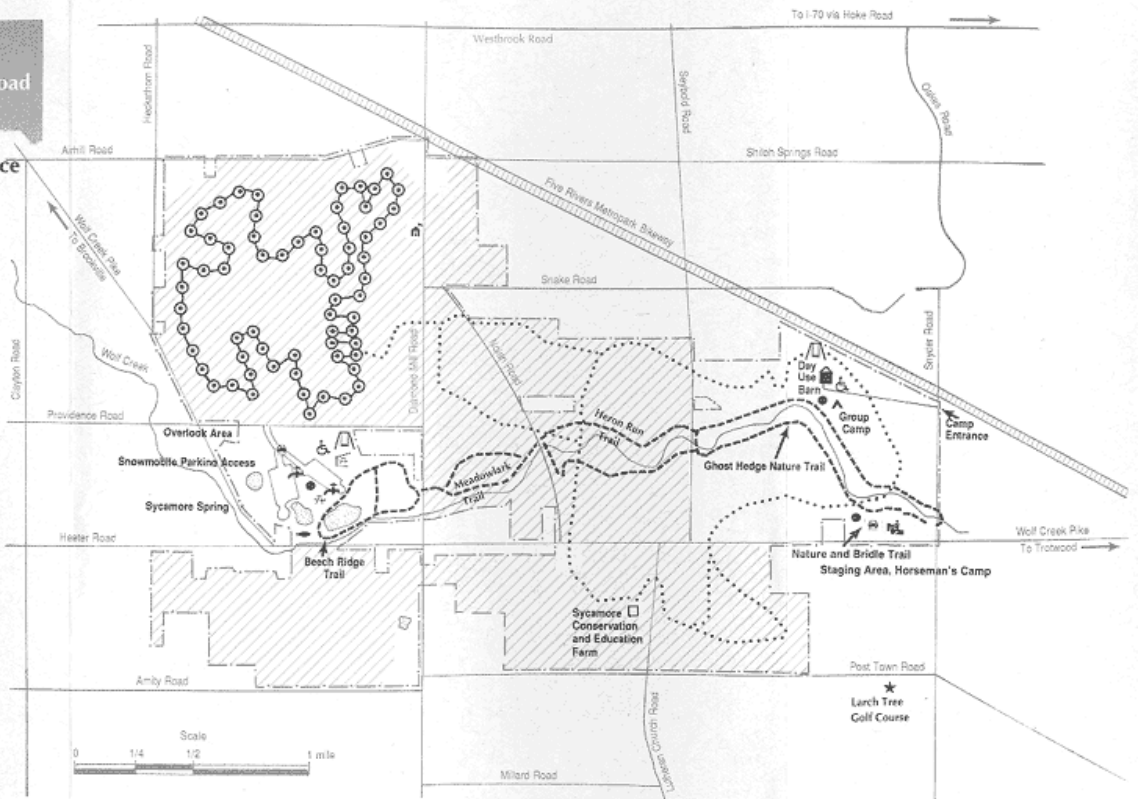 To I-70 via Hoke Road
Westbrook Road
oad
Heckathorn Road
Seybold Road
Oakes Road
ce
Airhill Road
Shiloh Springs Road
Five Rivers Metropark Bikeway
Wolf Creek Pike
To Brookville
Snake Road
Clayton Road
Wolf Creek
Diamond Mill Road
North Road
Snyder Road
Day
Use
Barn
Group
Camp
Camp
Entrance
Providence Road
Overlook Area
Heron Run
Trail
Snowmobile Parking Access
Meadowlark
Trail
Ghost Hedge Nature Trail
Sycamore Spring
Heeter Road
Wolf Creek Pike
To Trotwood
Beech Ridge
Trail
Nature and Bridle Trail
Staging Area, Horseman's Camp
Sycamore
Conservation
and Education
Farm
Post Town Road
Amity Road
Larch Tree
Golf Course
Lutheran Church Road
Scale
0 1/4 1/2 1 mile
Millard Road